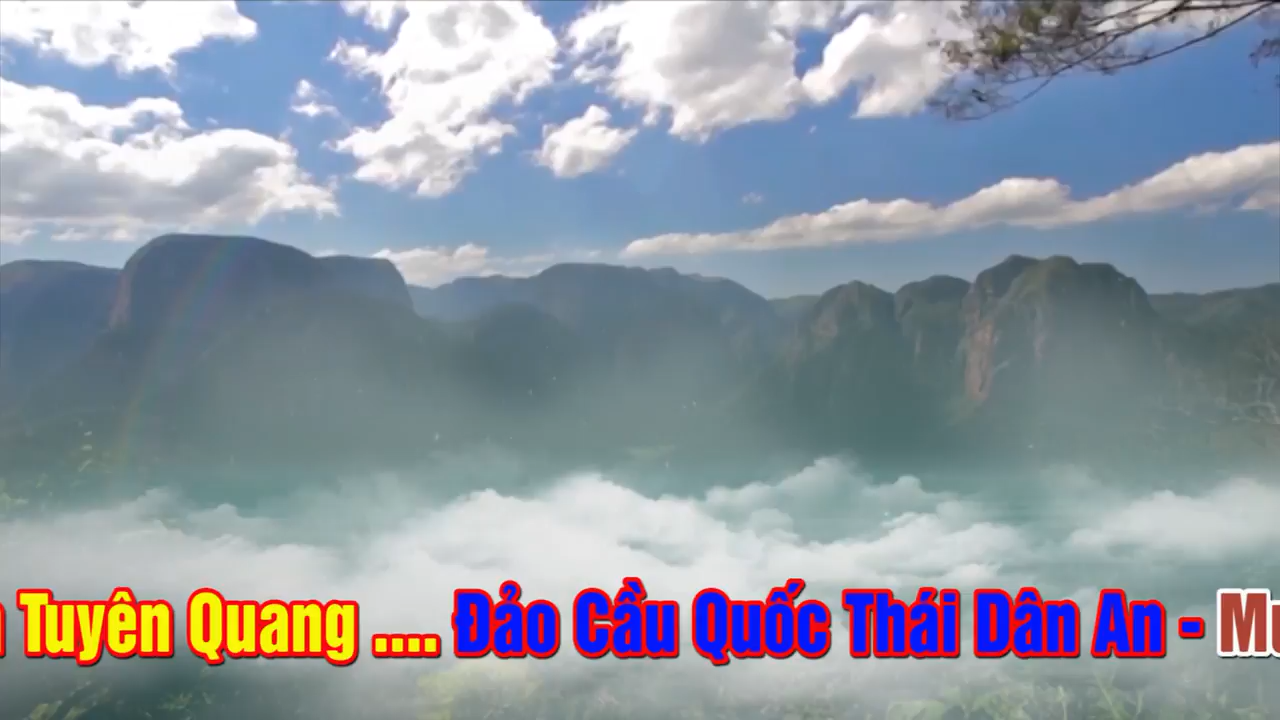 Tuyên Quang .... Đảo Cầu Quốc Thái Dân An -